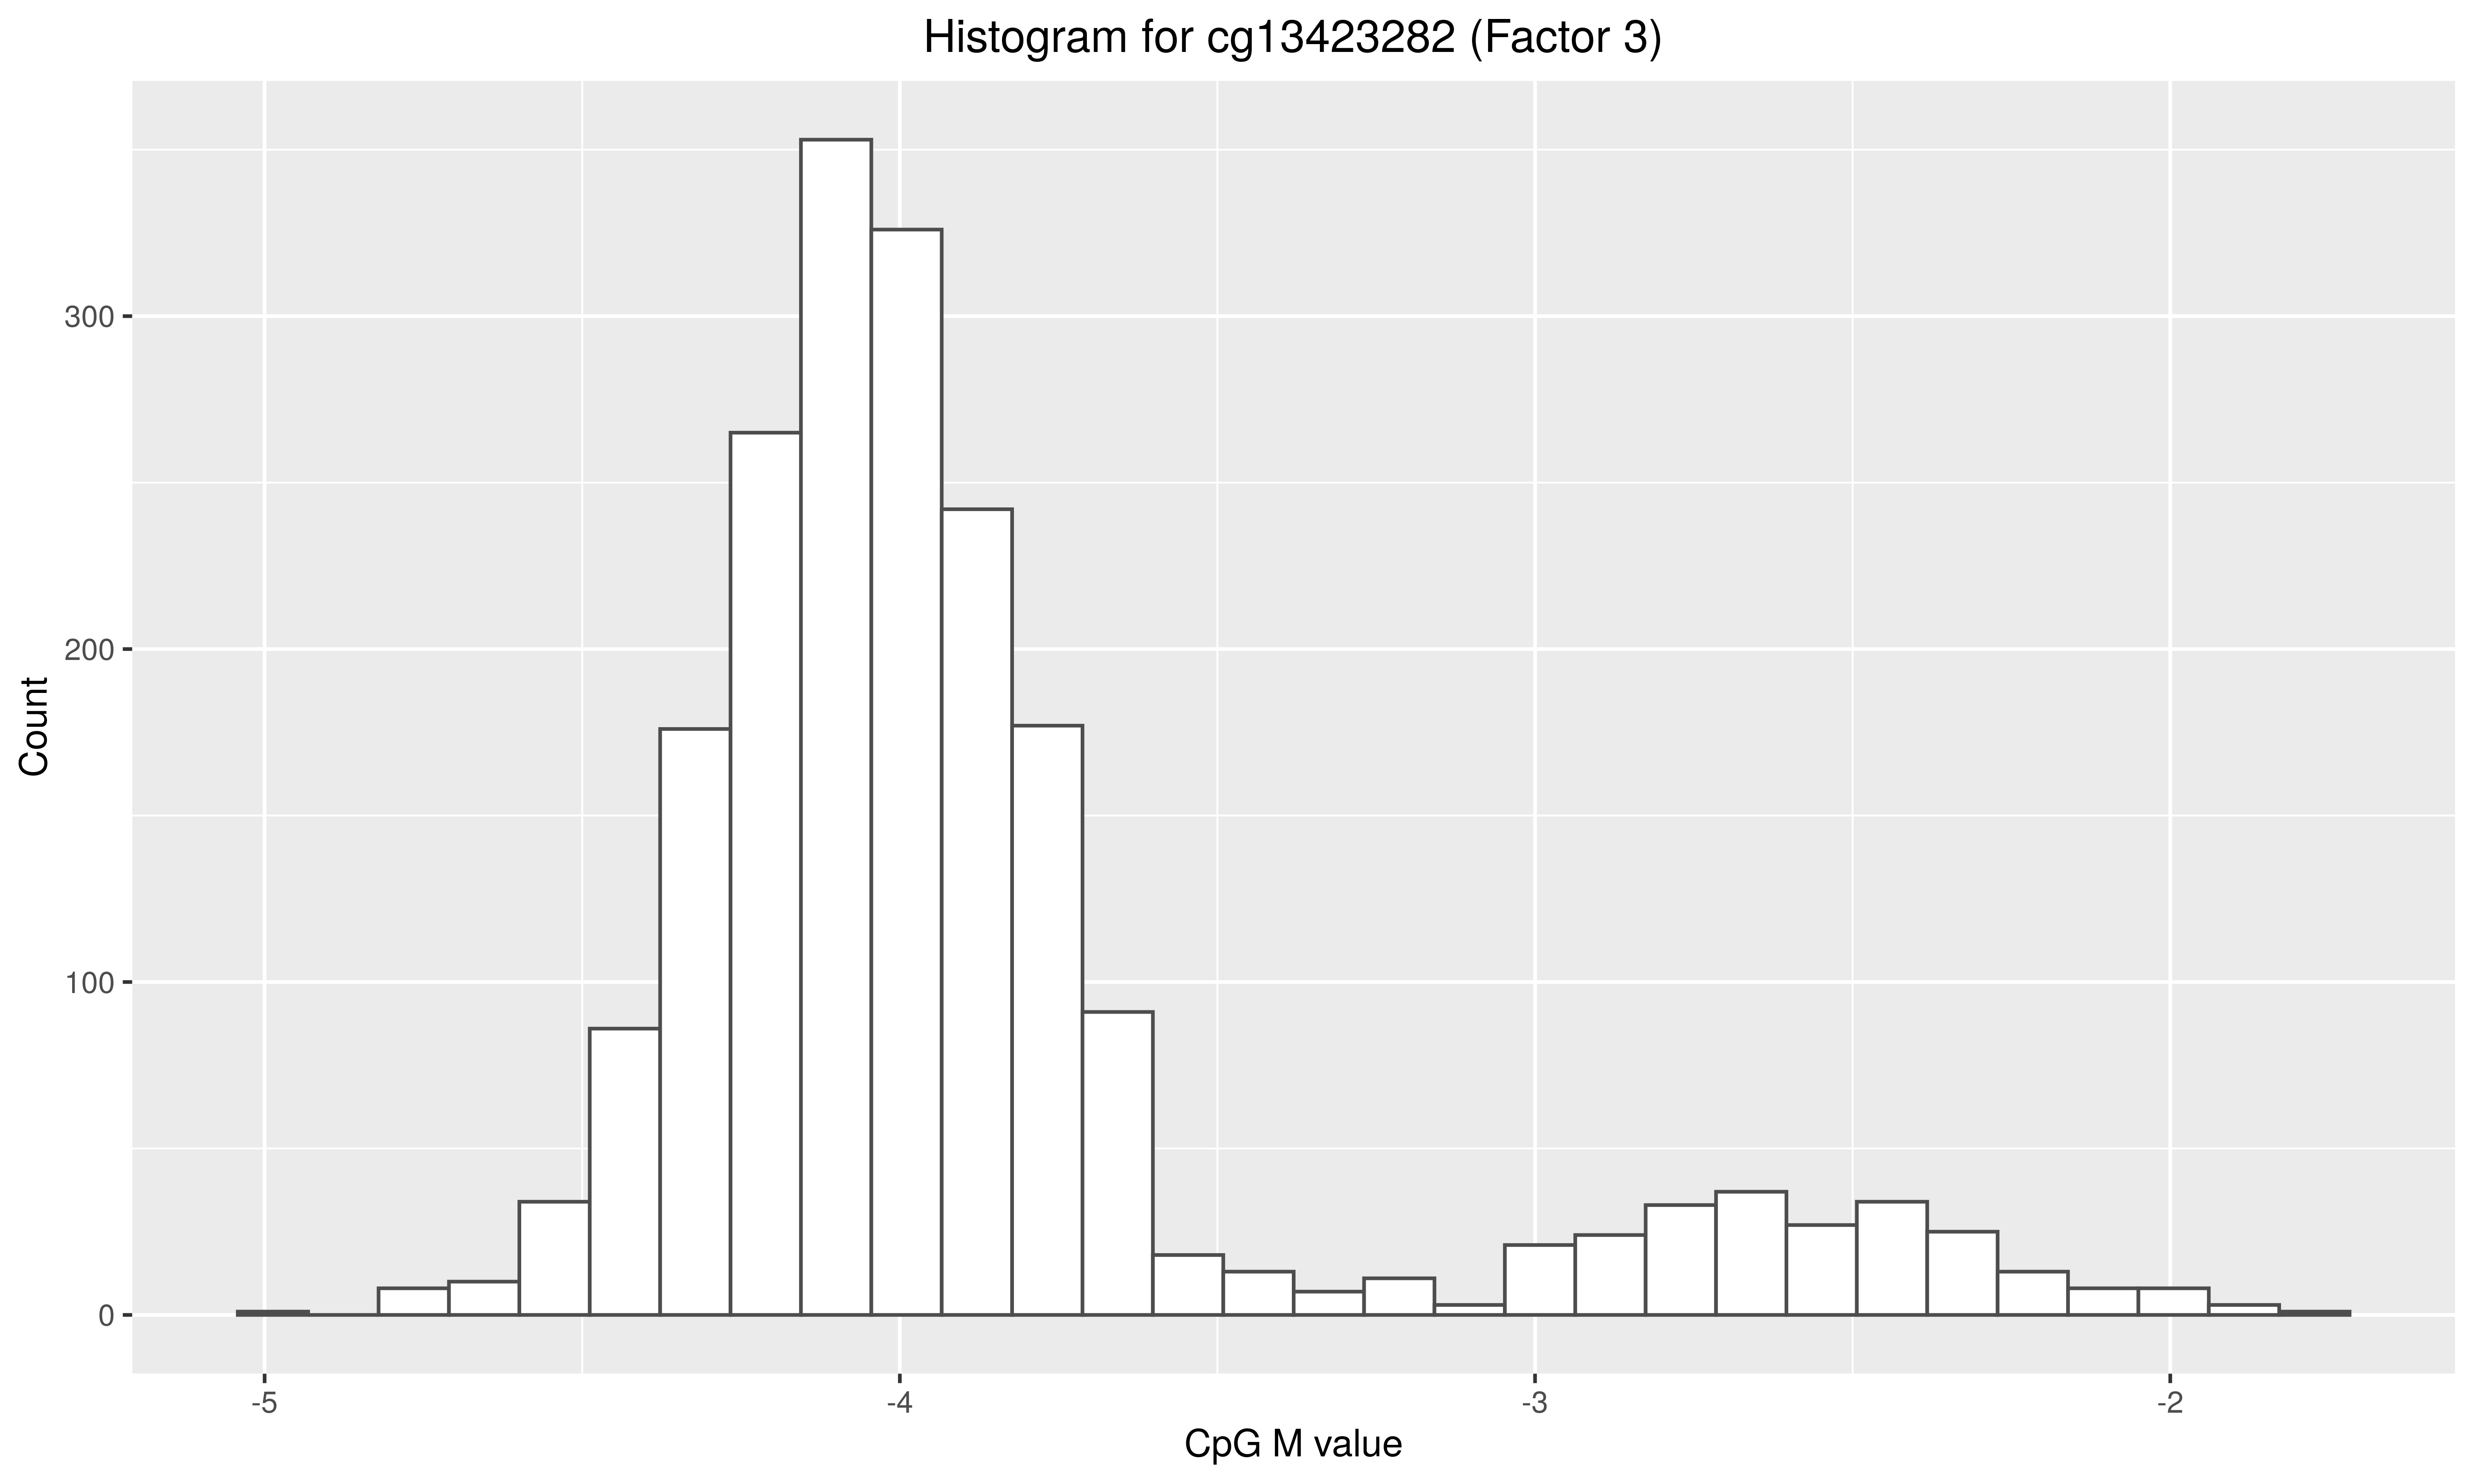 Histogram for cg13423282 (Factor 3)
Count
300
200
100
0
-5 -4 -3 -2
CpG M value